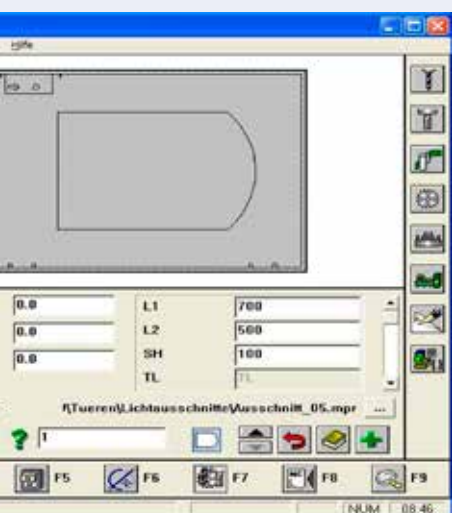 Hilfe
0.0 L1 700
0.0 L2 500
0.0 SH 100
TL TL
f\Tueren\Lichtausschnitte\Ausschnitt_05.mpr ...
? 1
F5 F6 F7 F8 F9
NUM 08:46